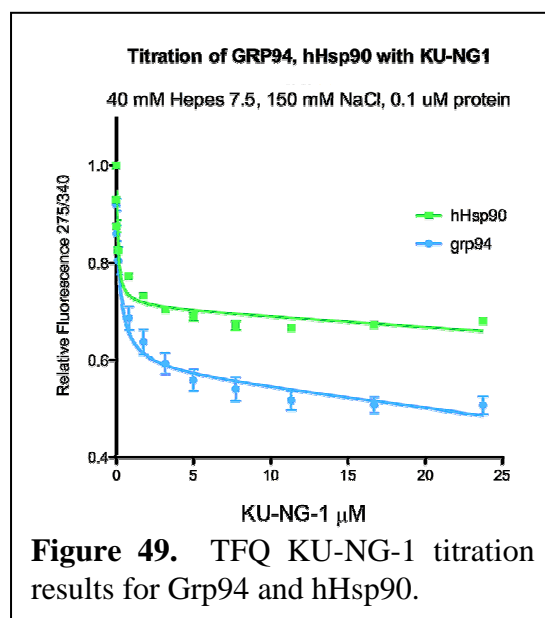 Titration of GRP94, hHsp90 with KU-NG1
40 mM Hepes 7.5, 150 mM NaCl, 0.1 uM protein
Relative Fluorescence 275/340
1.0
0.8
0.6
0.4
hHsp90
grp94
0 5 10 15 20 25
KU-NG-1 μM
Figure 49. TFQ KU-NG-1 titration
results for Grp94 and hHsp90.